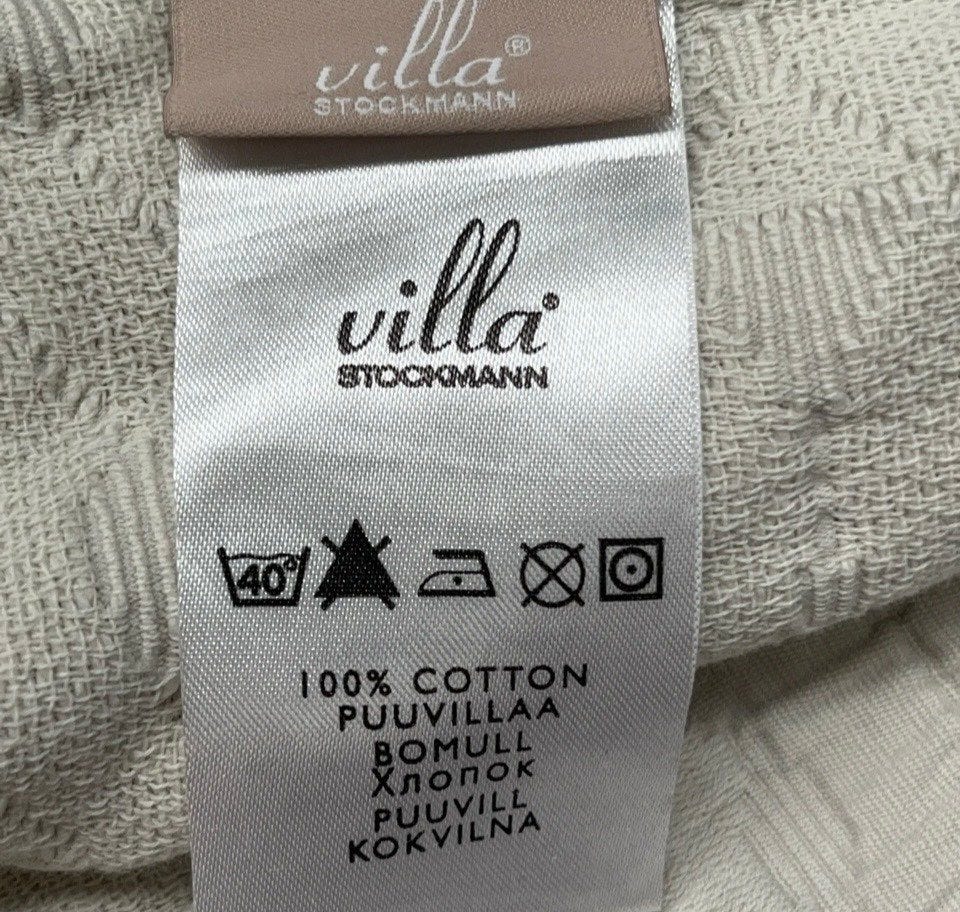 villa®
STOCKMANN
villa®
STOCKMANN
40°
100% COTTON
PUUVILLAA
BOMULL
Хлопок
PUUVILL
KOKVILNA